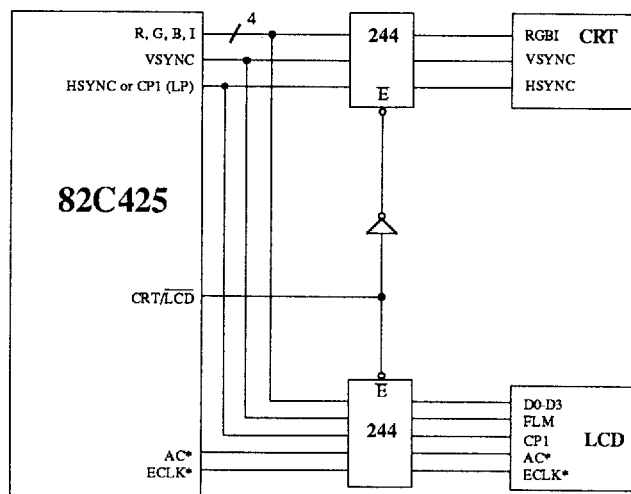 4
R, G, B, I
VSYNC
HSYNC or CP1 (LP)
82C425
CRT/L̅C̅D̅
AC*
ECLK*
244
E̅
RGBI
CRT
VSYNC
HSYNC
E̅
244
D0-D3
FLM
CP1
LCD
AC*
ECLK*